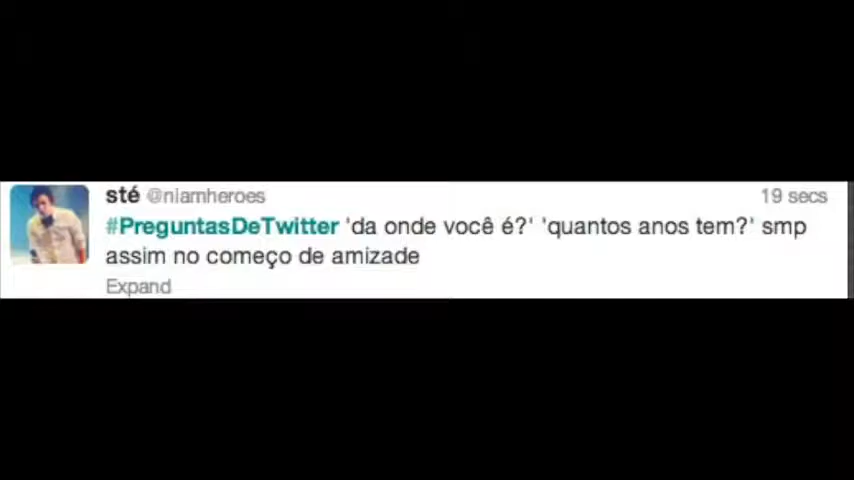 sté @niamheroes 19 secs
#PreguntasDeTwitter 'da onde você é?' 'quantos anos tem?' smp
assim no começo de amizade
Expand